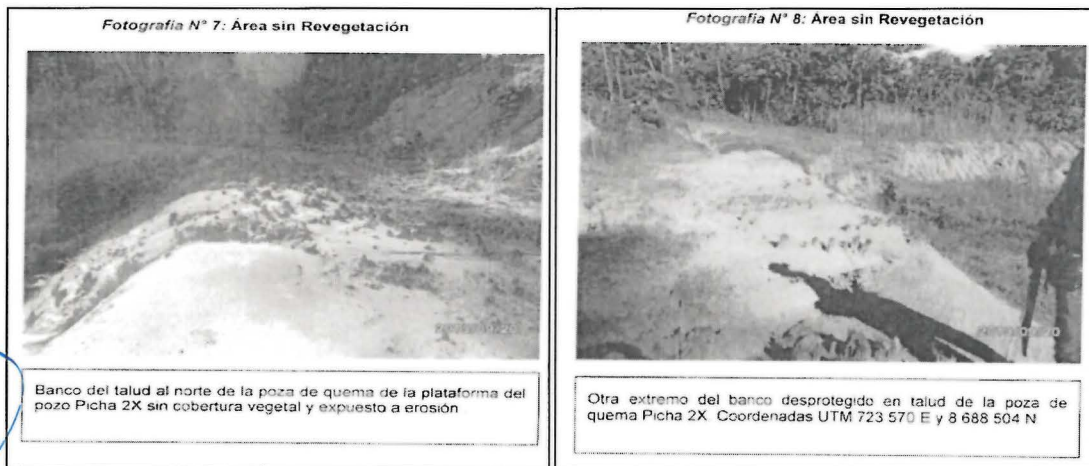 Fotografía N° 7: Área sin Revegetación
Banco del talud al norte de la poza de quema de la plataforma del
pozo Picha 2X sin cobertura vegetal y expuesto a erosión
Fotografía N° 8: Área sin Revegetación
Otra extremo del banco desprotegido en talud de la poza de
quema Picha 2X. Coordenadas UTM 723 570 E y 8 688 504 N